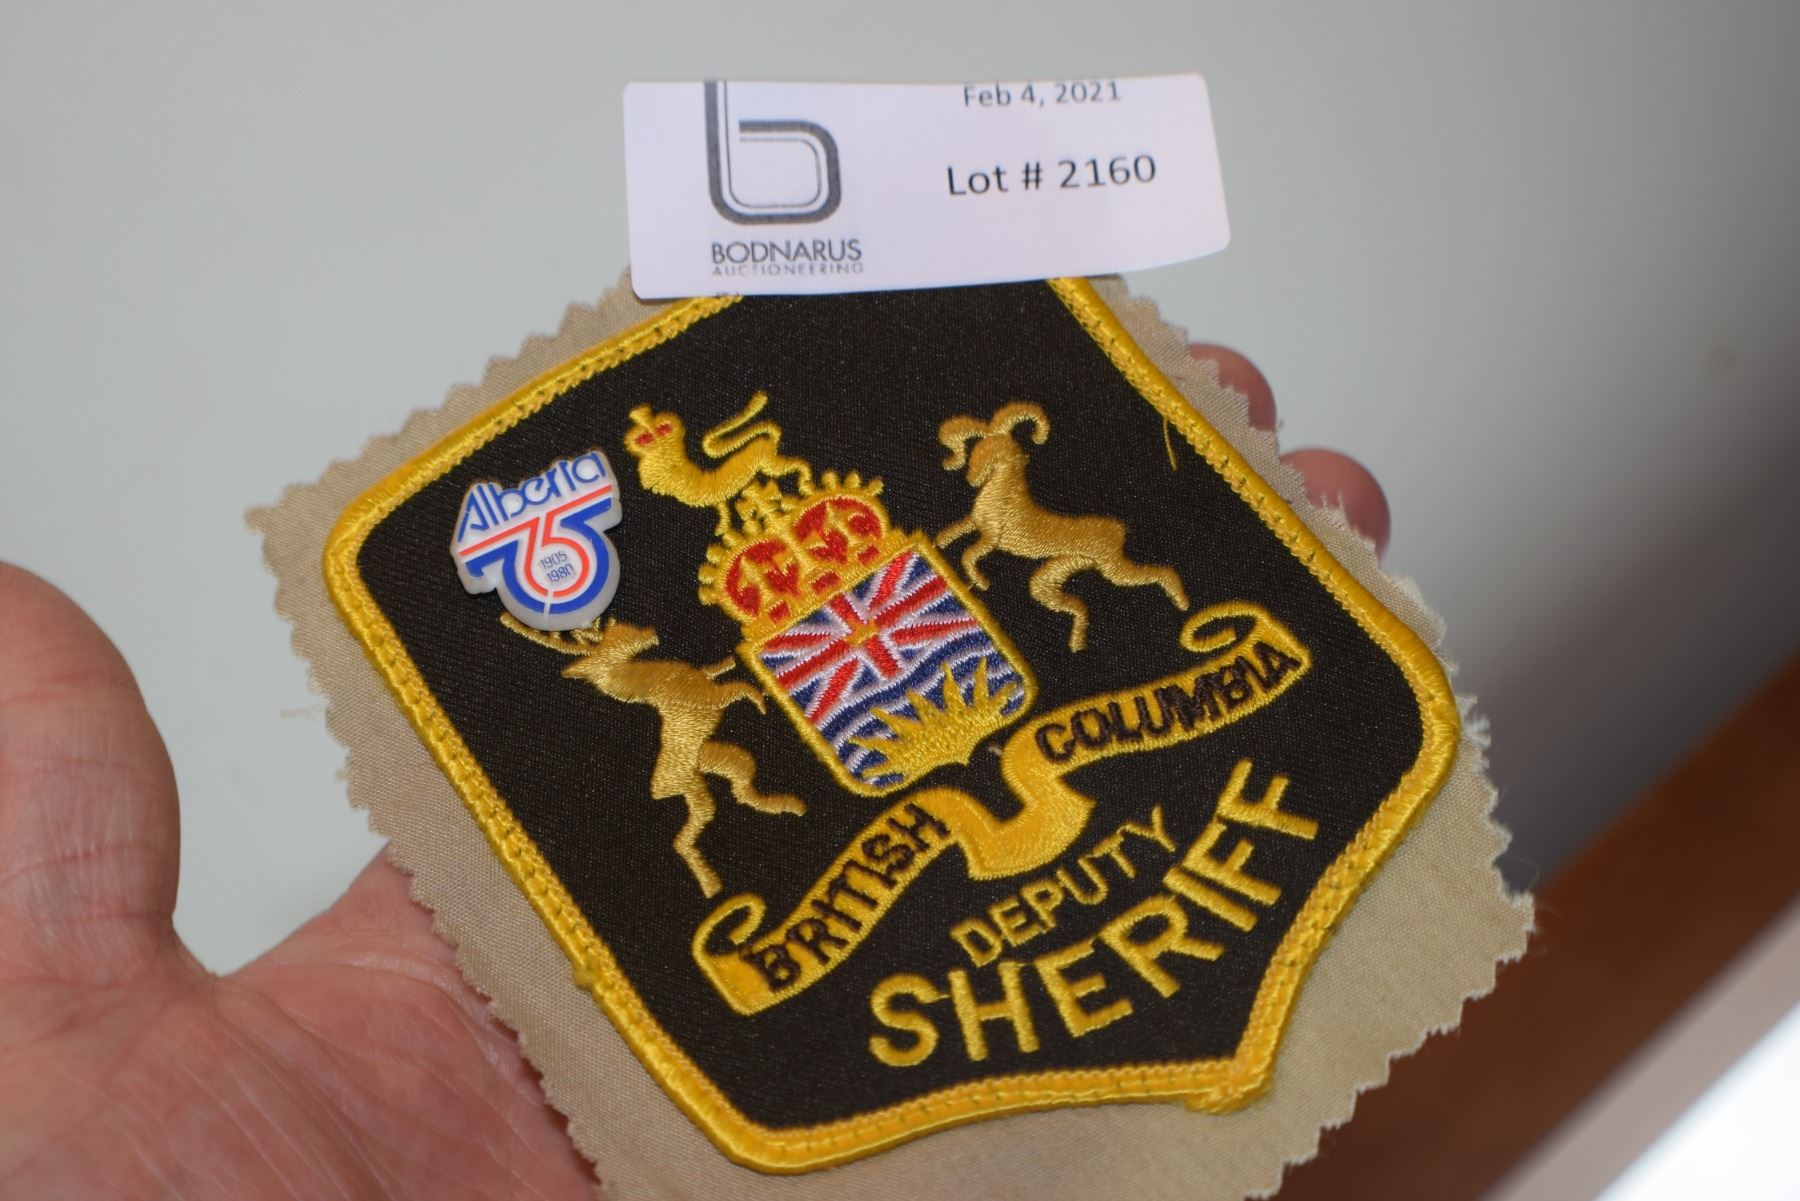 Feb 4, 2021
Lot # 2160
BODNARUS
AUCTIONEERING
Alberta
75
1905
1980
BRITISH COLUMBIA
DEPUTY
SHERIFF